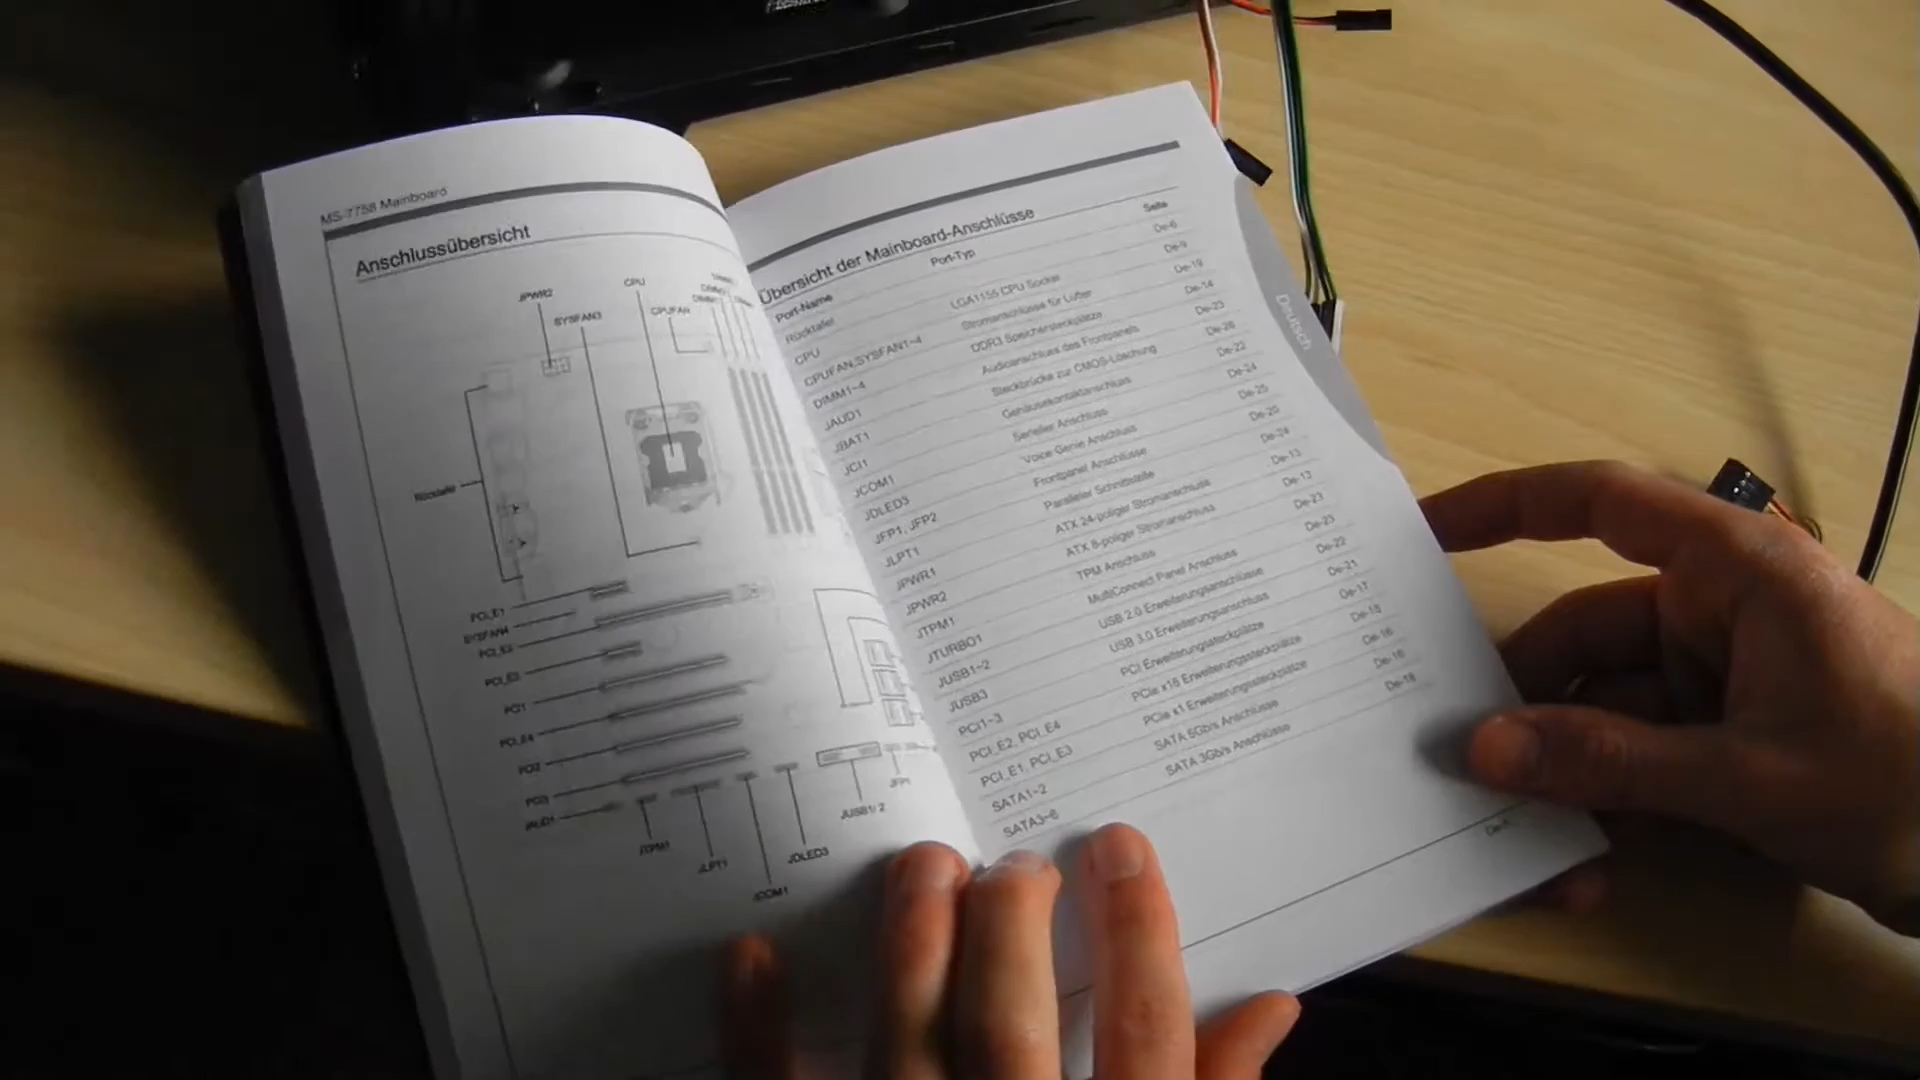 MS-7758 Mainboard
Anschlussübersicht
JPWR2
SYSFAN3
CPU
CPUFAN
Rücktafel
PCI_E1
SYSFAN4
PCI_E2
PCI_E3
PCI1
PCI_E4
PCI2
PCI3
JAUD1
JTPM1
JLPT1
JCOM1
JDLED3
JUSB1/ 2
JFP1
Übersicht der Mainboard-Anschlüsse
Port-Name Port-Typ Seite
Rücktafel De-6
CPU LGA1155 CPU Sockel De-9
CPUFAN,SYSFAN1~4 Stromanschlüsse für Lüfter De-19
DIMM1~4 DDR3 Speichersteckplätze De-14
JAUD1 Audioanschluss des Frontpanels De-23
JBAT1 Steckbrücke zur CMOS-Löschung De-26
JCI1 Gehäusekontaktanschluss De-22
JCOM1 Serieller Anschluss De-24
JDLED3 Voice Genie Anschluss De-25
JFP1, JFP2 Frontpanel Anschlüsse De-20
JLPT1 Paralleler Schnittstelle De-24
JPWR1 ATX 24-poliger Stromanschluss De-13
JPWR2 ATX 8-poliger Stromanschluss De-13
JTPM1 TPM Anschluss De-23
JTURBO1 MultiConnect Panel Anschluss De-23
JUSB1~2 USB 2.0 Erweiterungsanschlüsse De-22
JUSB3 USB 3.0 Erweiterungsanschluss De-21
PCI1~3 PCI Erweiterungssteckplätze De-17
PCI_E2, PCI_E4 PCIe x16 Erweiterungssteckplätze De-16
PCI_E1, PCI_E3 PCIe x1 Erweiterungssteckplätze De-16
SATA1~2 SATA 6Gb/s Anschlüsse De-18
SATA3~6 SATA 3Gb/s Anschlüsse De-18
Deutsch